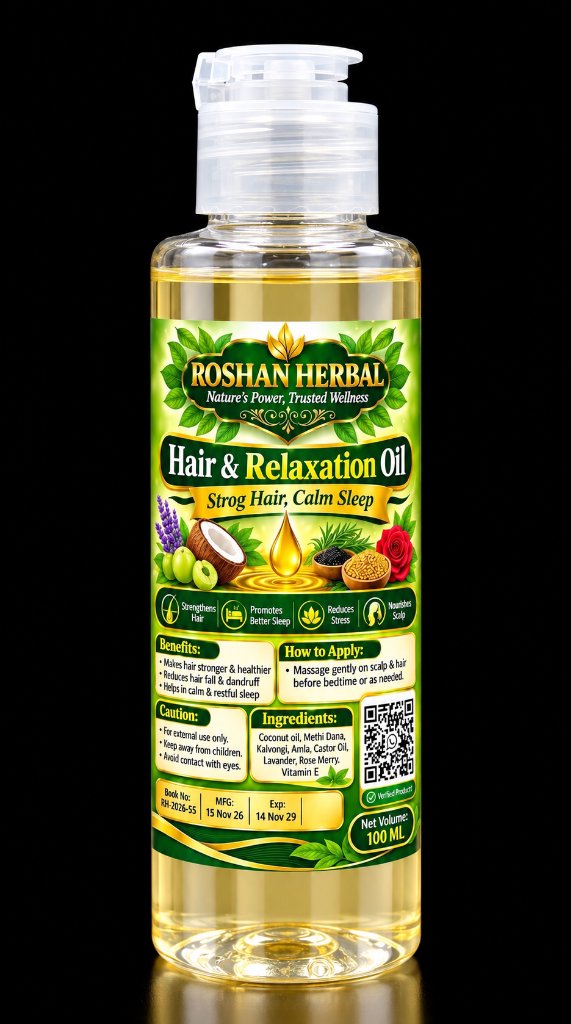 ROSHAN HERBAL
Nature's Power, Trusted Wellness
Hair & Relaxation Oil
Strog Hair, Calm Sleep
Strengthens
Hair
Promotes
Better Sleep
Reduces
Stress
Nourishes
Scalp
Benefits:
• Makes hair stronger & healthier
• Reduces hair fall & dandruff
• Helps in calm & restful sleep
How to Apply:
• Massage gently on scalp & hair
before bedtime or as needed.
Caution:
• For external use only.
• Keep away from children.
• Avoid contact with eyes.
Ingredients:
Coconut oil, Methi Dana,
Kalvongi, Amla, Castor Oil,
Lavander, Rose Merry.
Vitamin E
Verified Product
Book No:
RH-2026-55
MFG:
15 Nov 26
Exp:
14 Nov 29
Net Volume:
100 ML